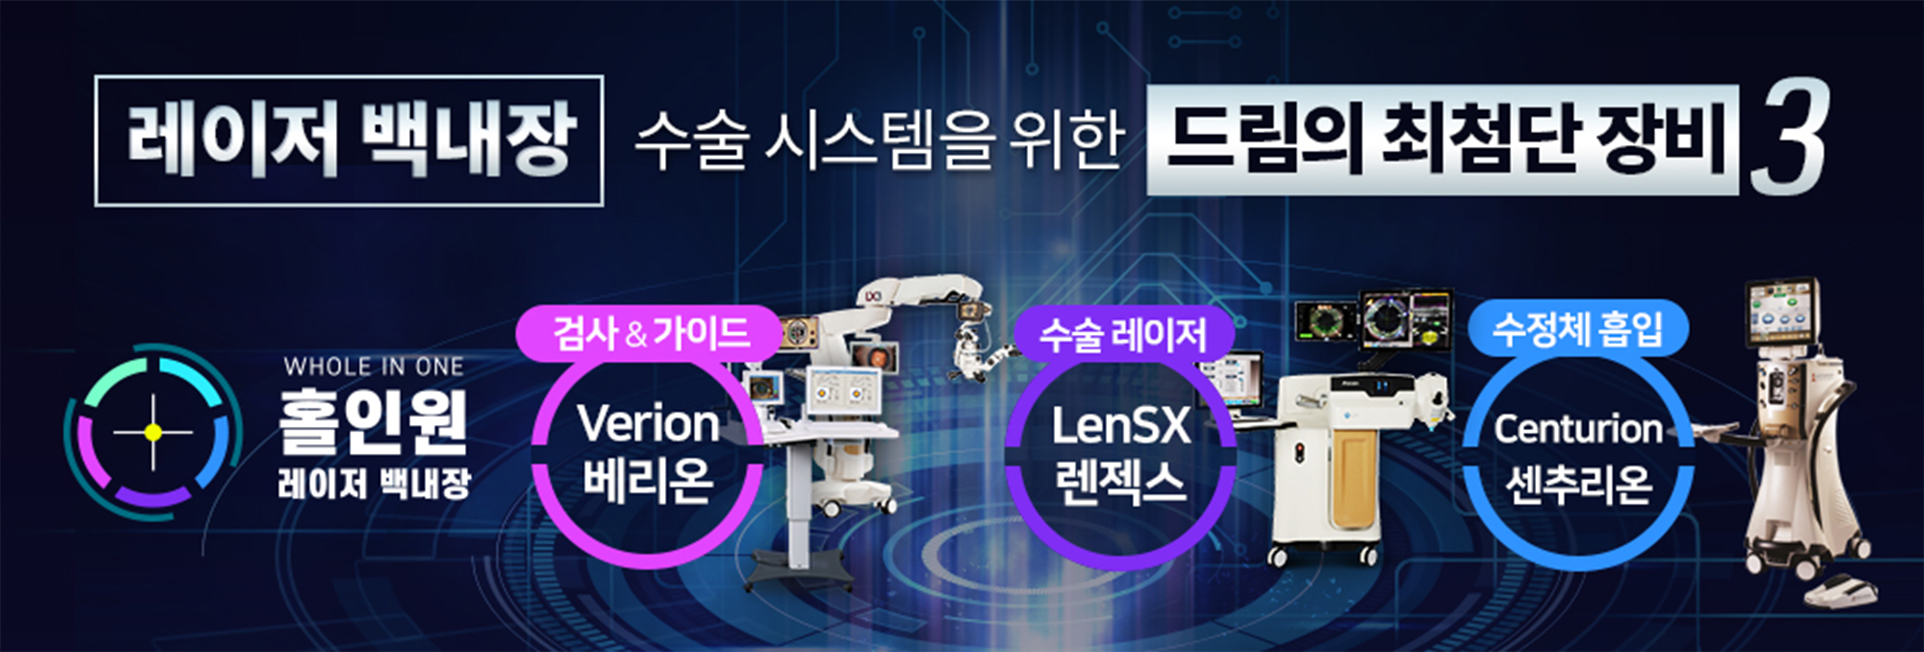 레이저 백내장 수술 시스템을 위한 드림의 최첨단 장비 3
WHOLE IN ONE
홀인원
레이저 백내장
검사 & 가이드
Verion
베리온
수술 레이저
LenSX
렌젝스
수정체 흡입
Centurion
센추리온